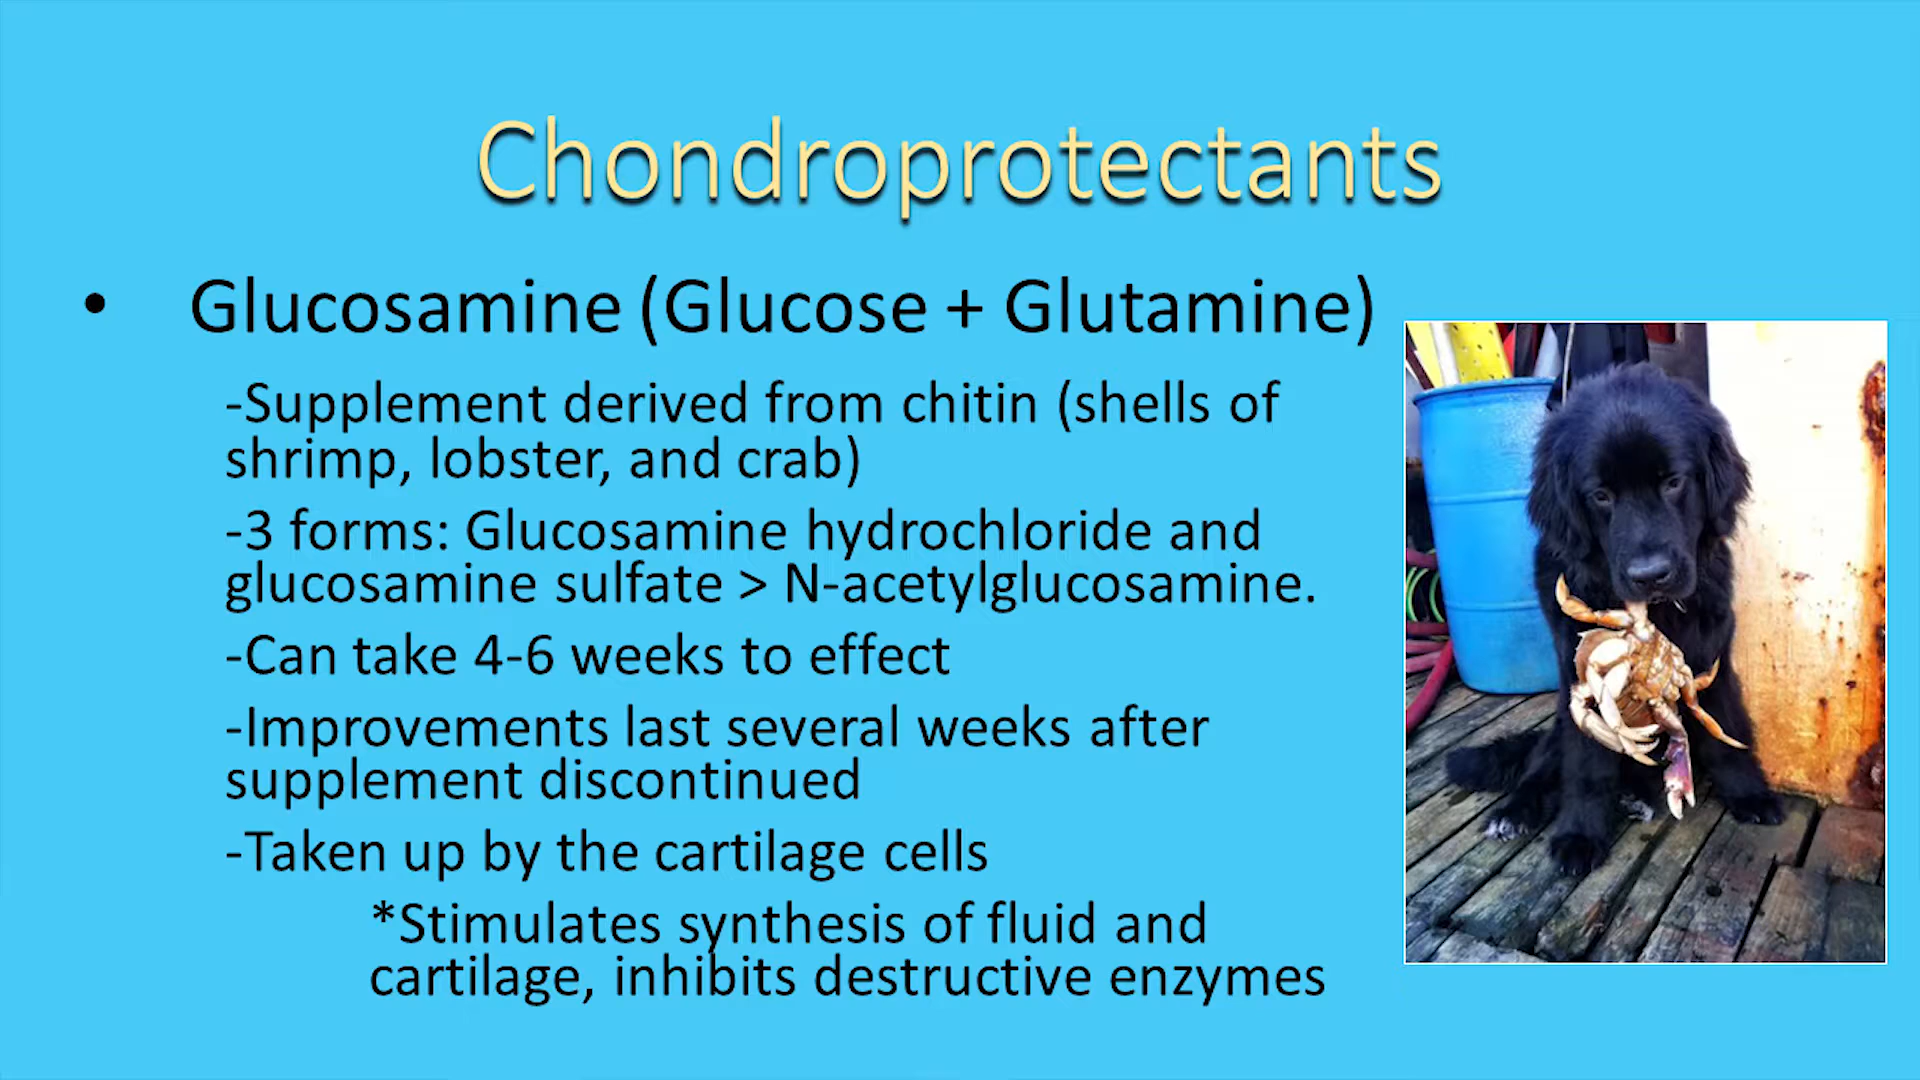 Chondroprotectants
• Glucosamine (Glucose + Glutamine)
-Supplement derived from chitin (shells of
shrimp, lobster, and crab)
-3 forms: Glucosamine hydrochloride and
glucosamine sulfate > N-acetylglucosamine.
-Can take 4-6 weeks to effect
-Improvements last several weeks after
supplement discontinued
-Taken up by the cartilage cells
*Stimulates synthesis of fluid and
cartilage, inhibits destructive enzymes